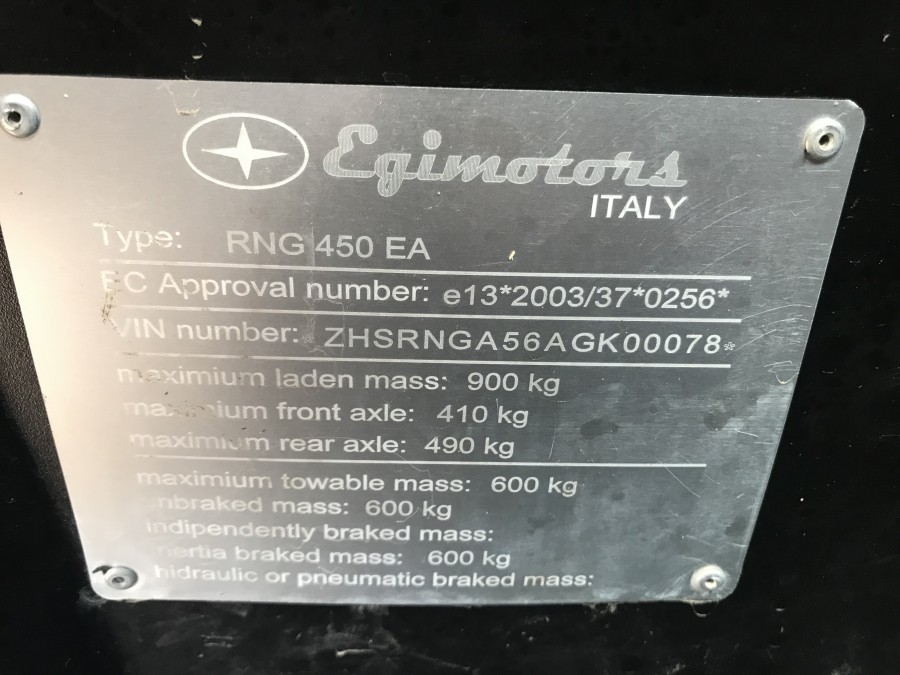 Egimotors
ITALY
Type: RNG 450 EA
EC Approval number: e13*2003/37*0256*
VIN number: * ZHSRNGA56AGK00078*
maximium laden mass: 900 kg
maximium front axle: 410 kg
maximium rear axle: 490 kg
maximum towable mass: 600 kg
unbraked mass: 600 kg
indipendently braked mass:
inertia braked mass: 600 kg
hidraulic or pneumatic braked mass: